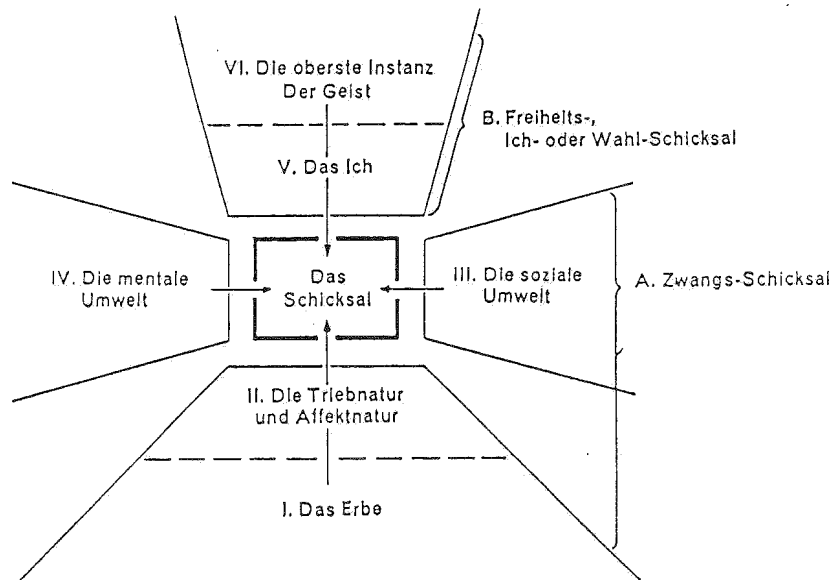 VI. Die oberste Instanz
Der Geist
B. Freiheits-,
Ich- oder Wahl-Schicksal
V. Das Ich
IV. Die mentale
Umwelt
Das
Schicksal
III. Die soziale
Umwelt
A. Zwangs-Schicksal
II. Die Triebnatur
und Affektnatur
I. Das Erbe